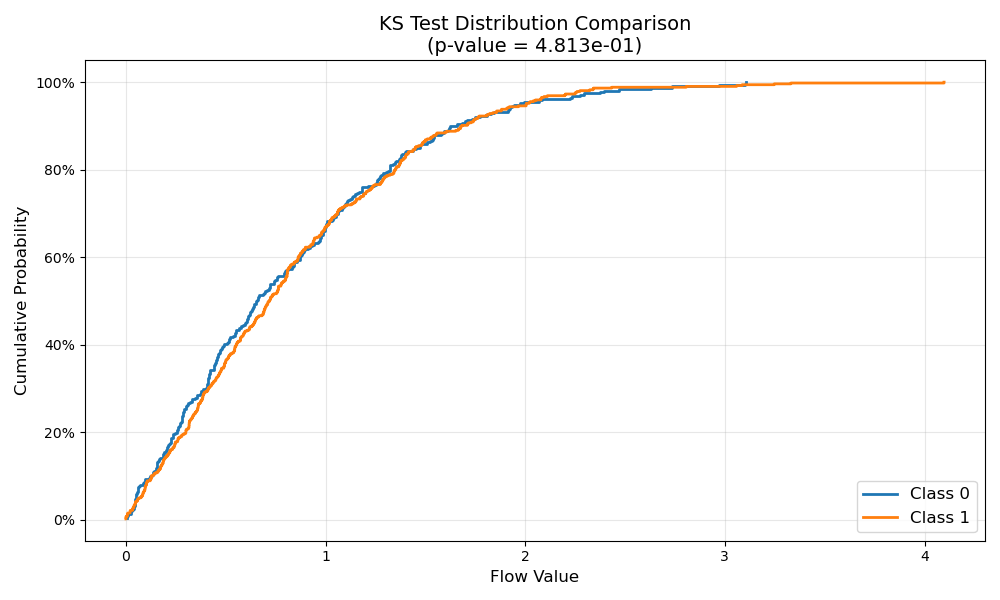 KS Test Distribution Comparison
(p-value = 4.813e-01)
Cumulative Probability
100%
80%
60%
40%
20%
0%
Class 0
Class 1
0 1 2 3 4
Flow Value